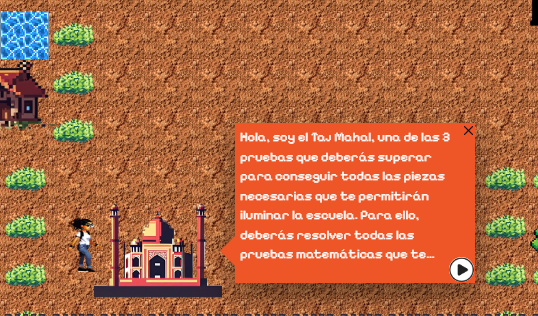 Hola, soy el Taj Mahal, una de las 3
pruebas que deberás superar
para conseguir todas las piezas
necesarias que te permitirán
iluminar la escuela. Para ello,
deberás resolver todas las
pruebas matemáticas que te...